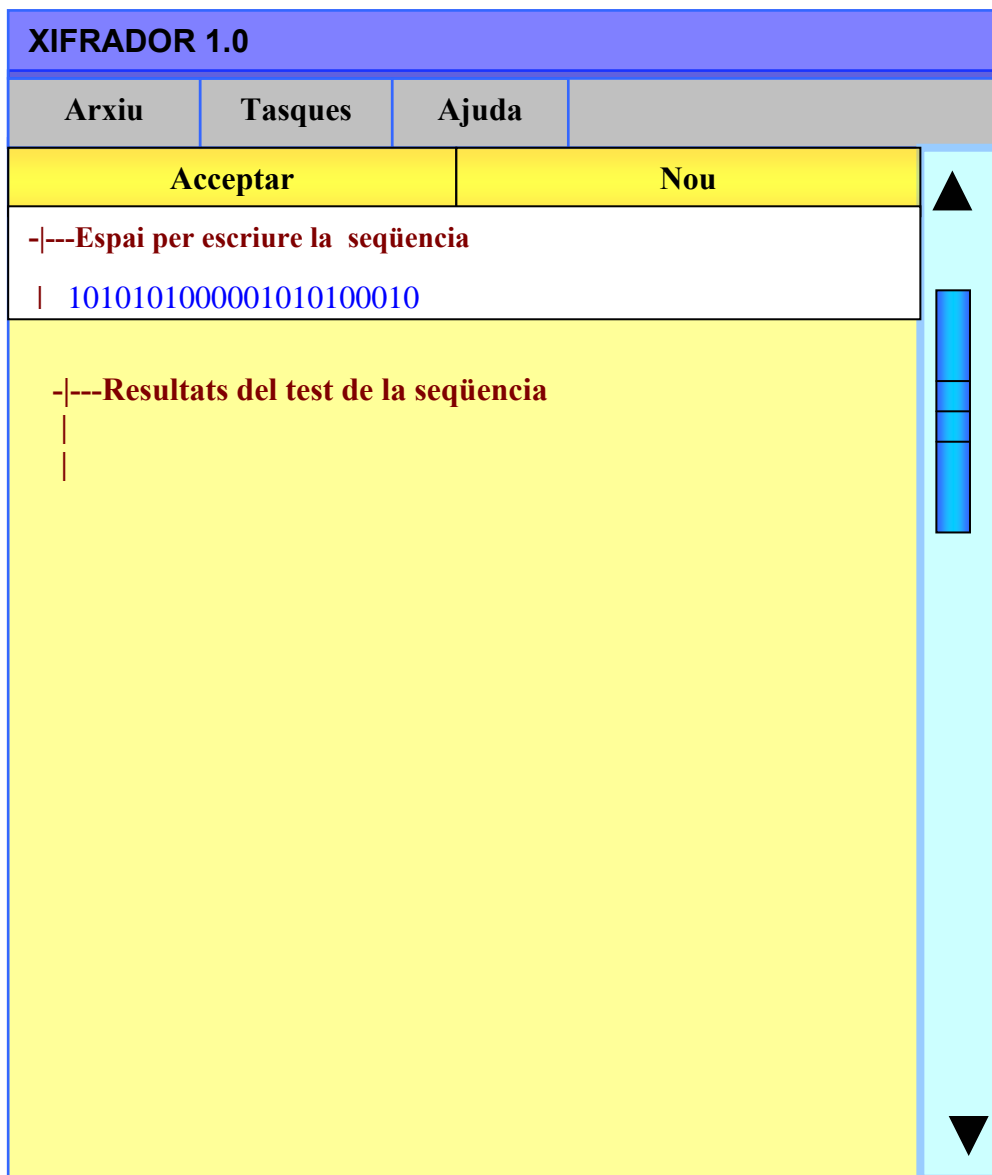 XIFRADOR 1.0
Arxiu Tasques Ajuda
Acceptar Nou
-|---Espai per escriure la seqüencia
| 1010101000001010100010
-|---Resultats del test de la seqüencia
|
|